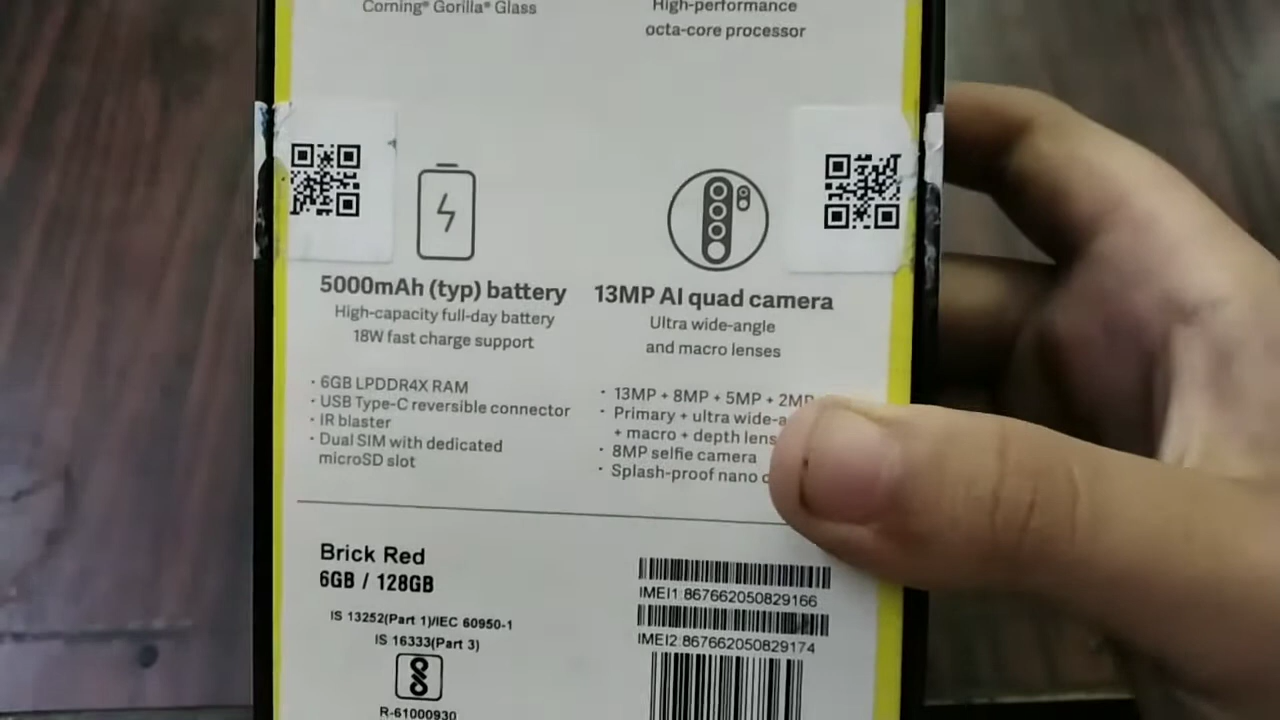 Corning® Gorilla® Glass
High-performance
octa-core processor
5000mAh (typ) battery
High-capacity full-day battery
18W fast charge support
13MP AI quad camera
Ultra wide-angle
and macro lenses
· 6GB LPDDR4X RAM
· USB Type-C reversible connector
· IR blaster
· Dual SIM with dedicated
microSD slot
· 13MP + 8MP + 5MP + 2MP
· Primary + ultra wide-a
+ macro + depth lens
· 8MP selfie camera
· Splash-proof nano
Brick Red
6GB / 128GB
IS 13252(Part 1)/IEC 60950-1
IS 16333(Part 3)
R-61000930
IMEI1:867662050829166
IMEI2:867662050829174